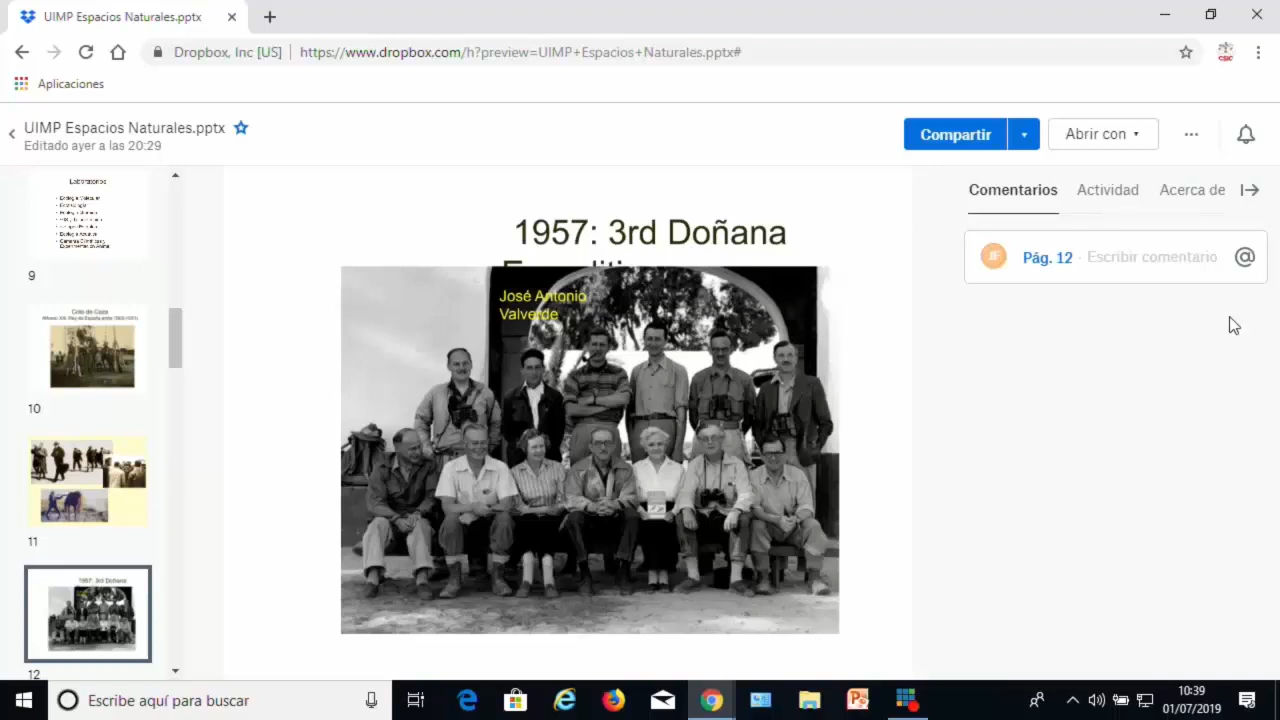 UIMP Espacios Naturales.pptx
Dropbox, Inc [US]
https://www.dropbox.com/h?preview=UIMP+Espacios+Naturales.pptx#
CSIC
Aplicaciones
UIMP Espacios Naturales.pptx
Editado ayer a las 20:29
Compartir
Abrir con
Laboratorios
9
Coto de Caza
10
11
1957: 3rd Doñana
12
1957: 3rd Doñana
José Antonio
Valverde
Comentarios
Actividad
Acerca de
JF
Pág. 12 - Escribir comentario
Escribe aquí para buscar
10:39
01/07/2019